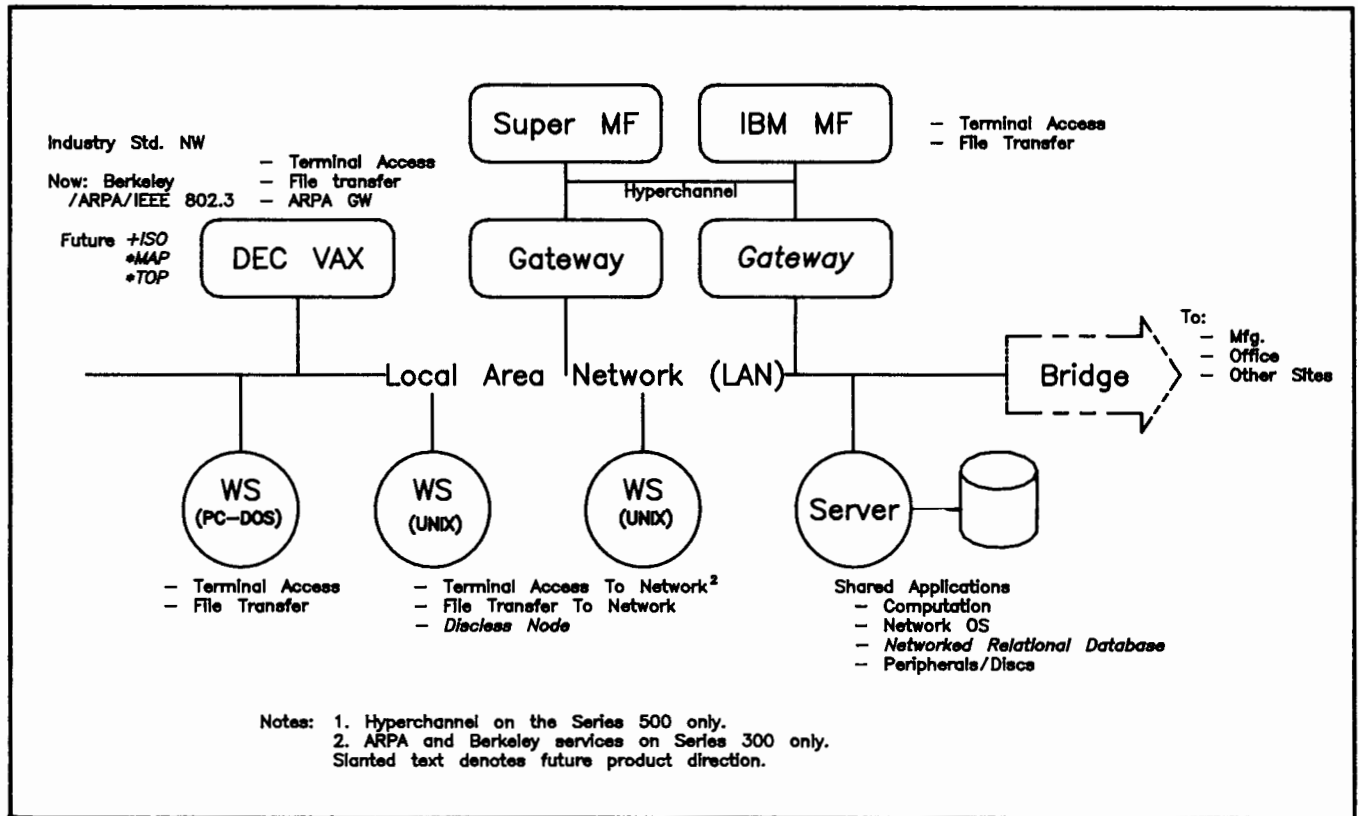 Super MF
IBM MF
– Terminal Access
– File Transfer
Industry Std. NW
Now: Berkeley
/ARPA/IEEE 802.3
– Terminal Access
– File transfer
– ARPA GW
Hyperchannel
Future +ISO
*MAP
*TOP
DEC VAX
Gateway
Gateway
Local Area Network (LAN)
Bridge
To:
– Mfg.
– Office
– Other Sites
WS
(PC–DOS)
WS
(UNIX)
WS
(UNIX)
Server
– Terminal Access
– File Transfer
– Terminal Access To Network²
– File Transfer To Network
– Discless Node
Shared Applications
– Computation
– Network OS
– Networked Relational Database
– Peripherals/Discs
Notes: 1. Hyperchannel on the Series 500 only.
2. ARPA and Berkeley services on Series 300 only.
Slanted text denotes future product direction.